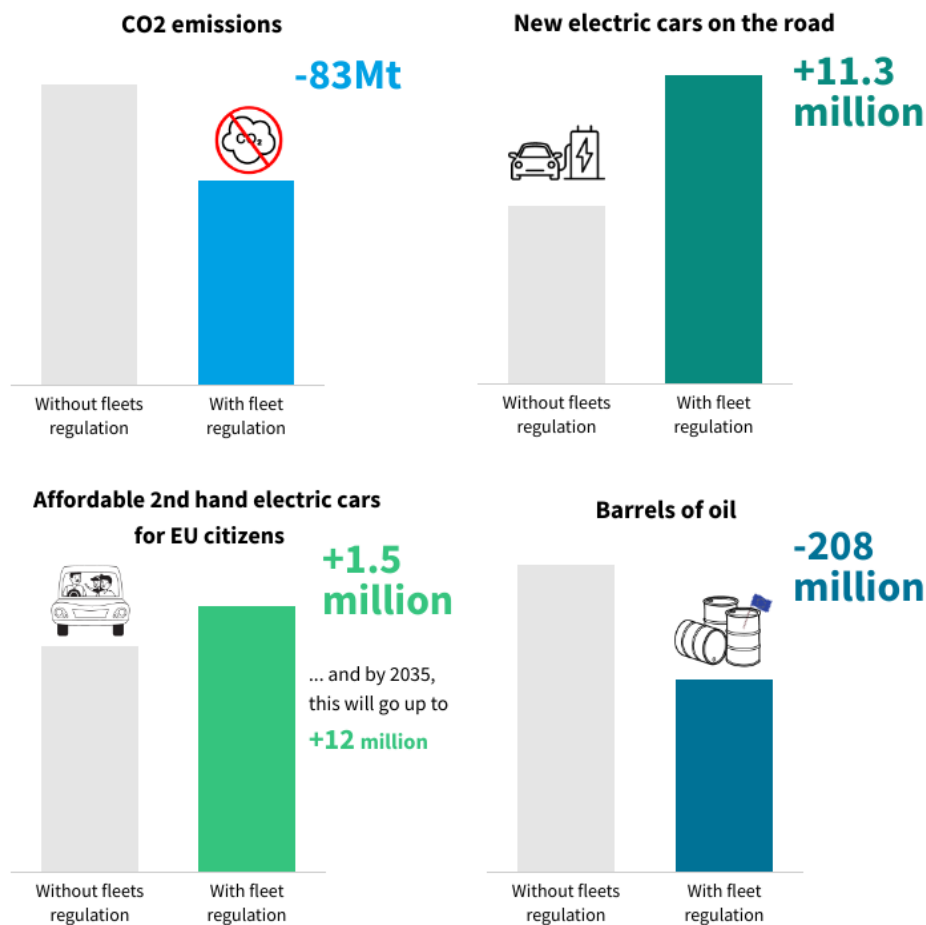 CO2 emissions
-83Mt
CO₂
Without fleets
regulation
With fleet
regulation
New electric cars on the road
+11.3
million
Without fleets
regulation
With fleet
regulation
Affordable 2nd hand electric cars
for EU citizens
+1.5
million
... and by 2035,
this will go up to
+12 million
Without fleets
regulation
With fleet
regulation
Barrels of oil
-208
million
Without fleets
regulation
With fleet
regulation